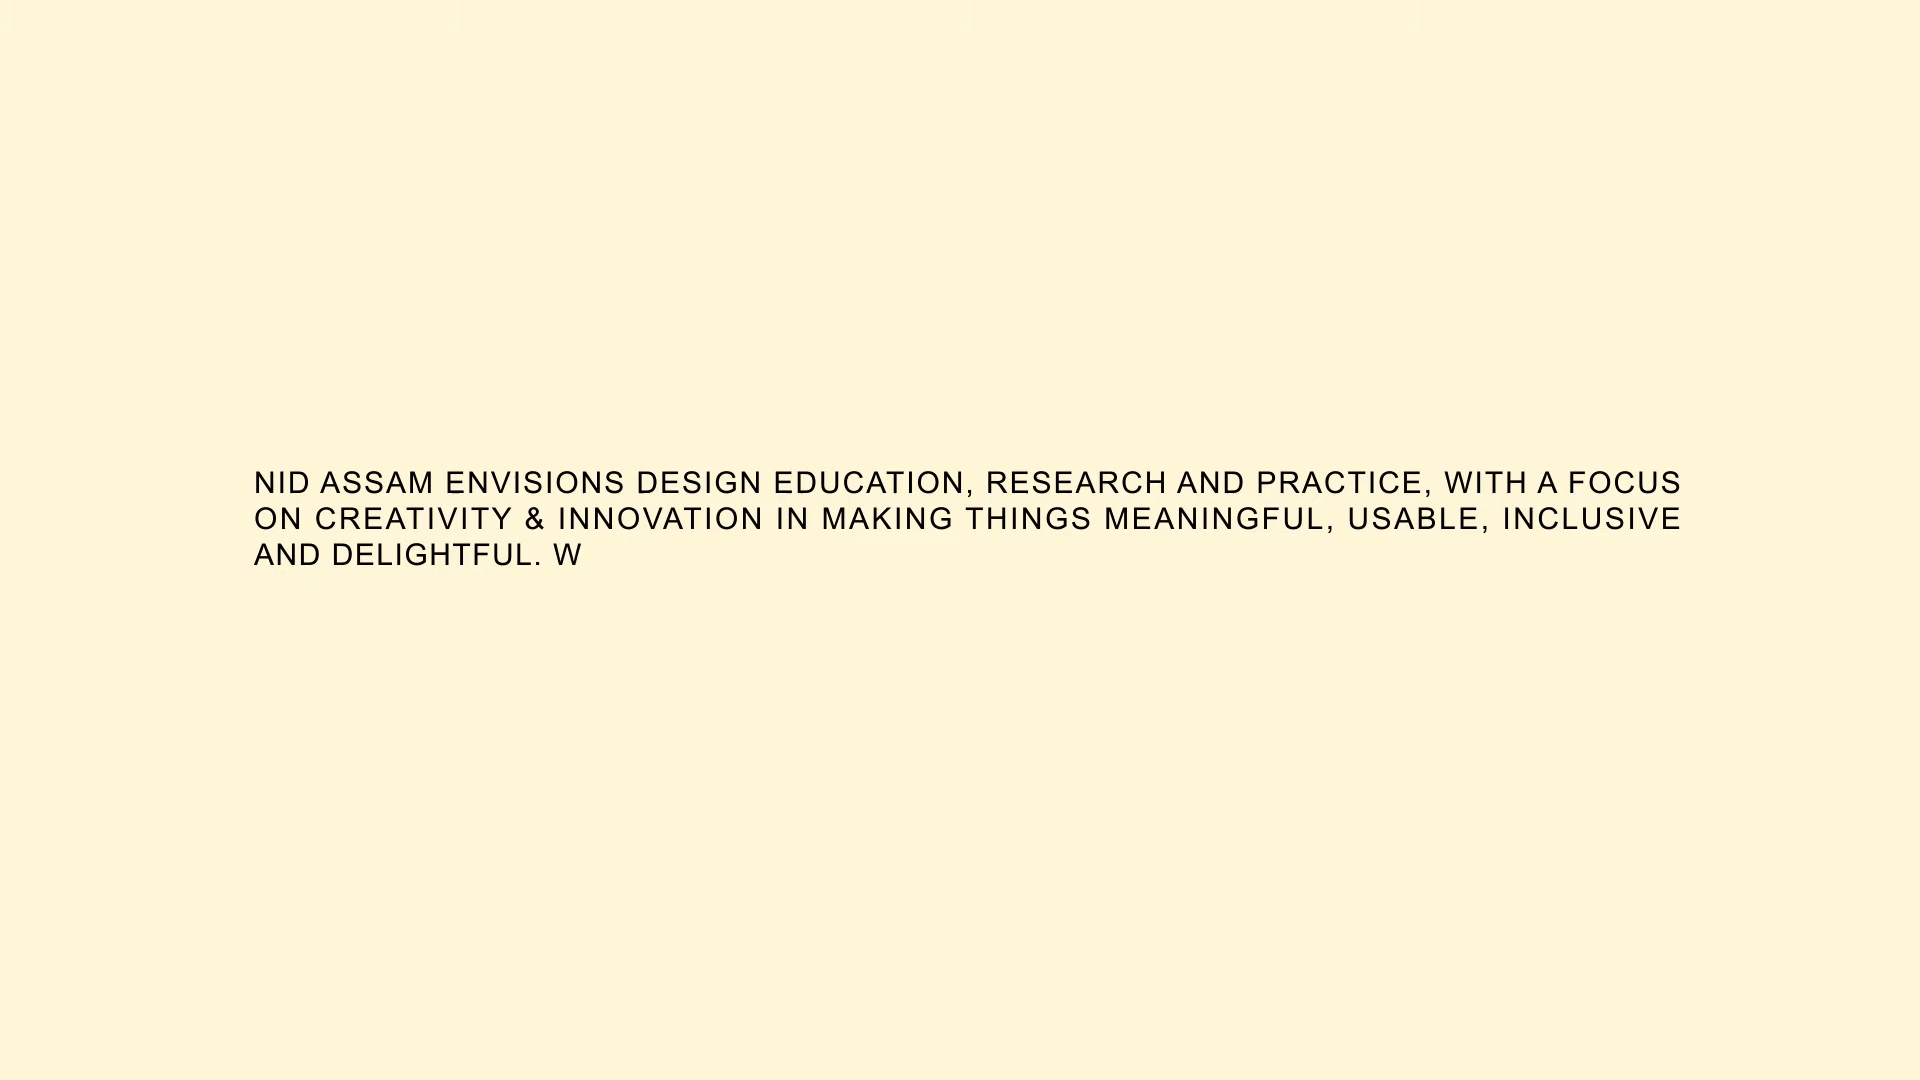 NID ASSAM ENVISIONS DESIGN EDUCATION, RESEARCH AND PRACTICE, WITH A FOCUS
ON CREATIVITY & INNOVATION IN MAKING THINGS MEANINGFUL, USABLE, INCLUSIVE
AND DELIGHTFUL. W